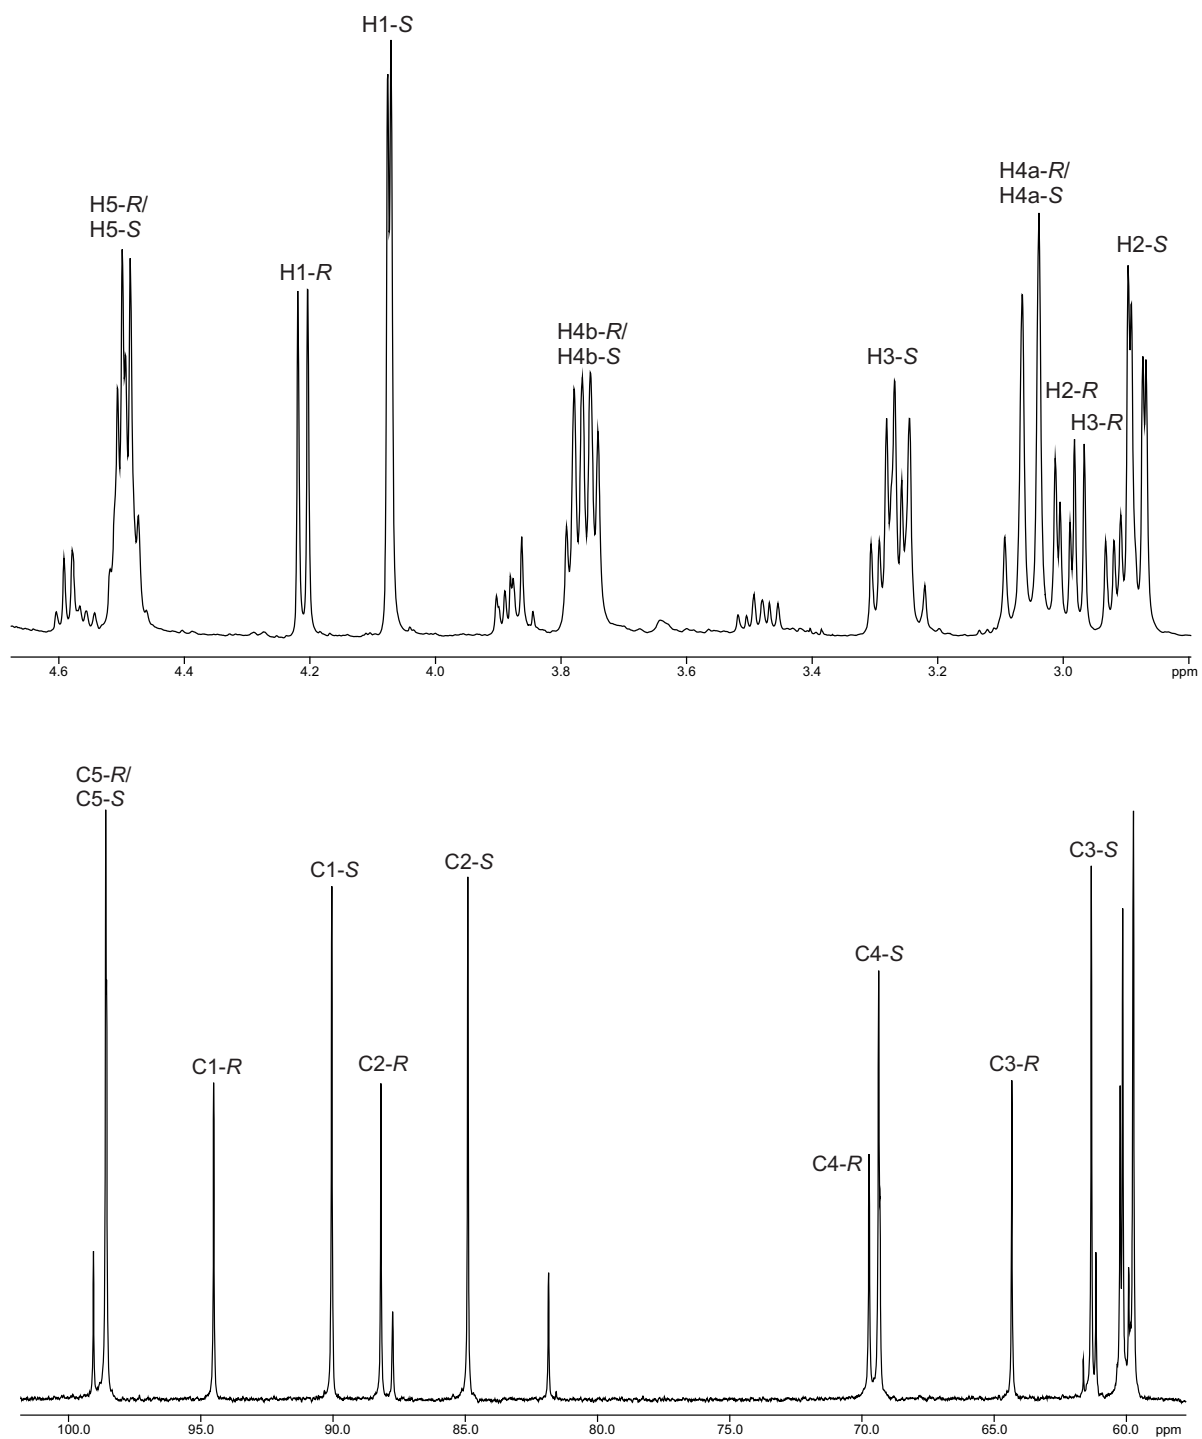 H1-S
H5-R/
H5-S
H1-R
H4b-R/
H4b-S
H3-S
H4a-R/
H4a-S
H2-R
H3-R
H2-S
4.6 4.4 4.2 4.0 3.8 3.6 3.4 3.2 3.0 ppm
C5-R/
C5-S
C1-R
C1-S
C2-R
C2-S
C4-R
C4-S
C3-R
C3-S
100.0 95.0 90.0 85.0 80.0 75.0 70.0 65.0 60.0 ppm